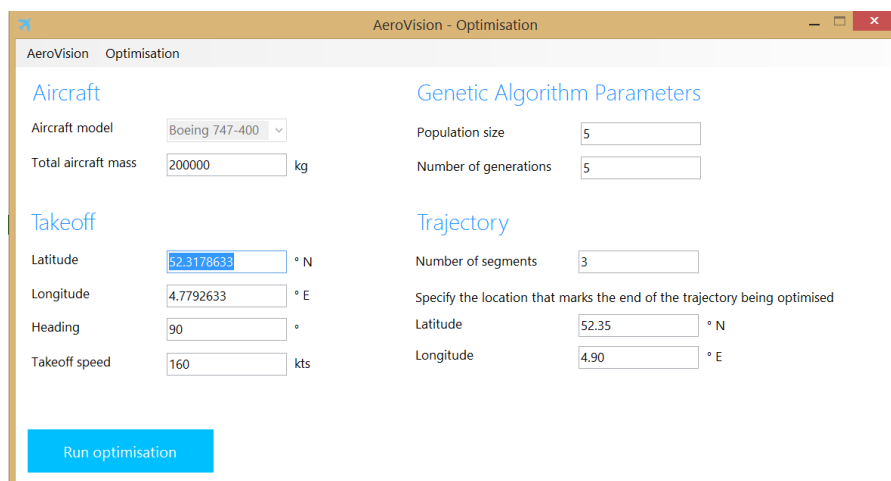 AeroVision - Optimisation
AeroVision Optimisation
Aircraft
Aircraft model Boeing 747-400
Total aircraft mass 200000 kg
Genetic Algorithm Parameters
Population size 5
Number of generations 5
Takeoff
Latitude 52.3178633 ° N
Longitude 4.7792633 ° E
Heading 90 °
Takeoff speed 160 kts
Trajectory
Number of segments 3
Specify the location that marks the end of the trajectory being optimised
Latitude 52.35 ° N
Longitude 4.90 ° E
Run optimisation